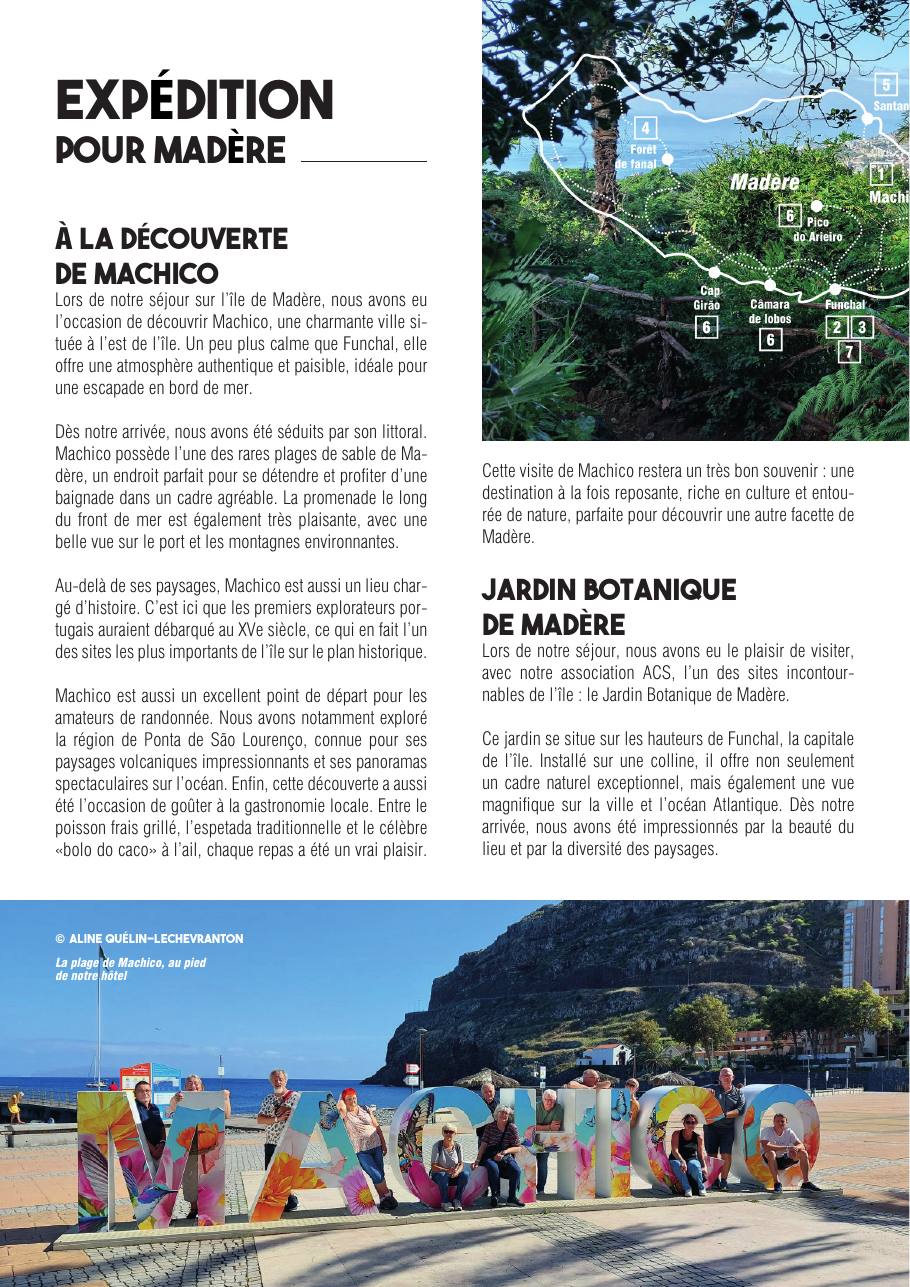 EXPÉDITION
POUR MADÈRE
À LA DÉCOUVERTE
DE MACHICO
Lors de notre séjour sur l'île de Madère, nous avons eu
l'occasion de découvrir Machico, une charmante ville si-
tuée à l'est de l'île. Un peu plus calme que Funchal, elle
offre une atmosphère authentique et paisible, idéale pour
une escapade en bord de mer.
Dès notre arrivée, nous avons été séduits par son littoral.
Machico possède l'une des rares plages de sable de Ma-
dère, un endroit parfait pour se détendre et profiter d'une
baignade dans un cadre agréable. La promenade le long
du front de mer est également très plaisante, avec une
belle vue sur le port et les montagnes environnantes.
Au-delà de ses paysages, Machico est aussi un lieu char-
gé d'histoire. C'est ici que les premiers explorateurs por-
tugais auraient débarqué au XVe siècle, ce qui en fait l'un
des sites les plus importants de l'île sur le plan historique.
Machico est aussi un excellent point de départ pour les
amateurs de randonnée. Nous avons notamment exploré
la région de Ponta de São Lourenço, connue pour ses
paysages volcaniques impressionnants et ses panoramas
spectaculaires sur l'océan. Enfin, cette découverte a aussi
été l'occasion de goûter à la gastronomie locale. Entre le
poisson frais grillé, l'espetada traditionnelle et le célèbre
«bolo do caco» à l'ail, chaque repas a été un vrai plaisir.
5
Santan
4
Forêt
de fanal
Madère
1
Machi
6
Pico
do Arieiro
Cap
Girão
6
Câmara
de lobos
6
Funchal
2 3
7
Cette visite de Machico restera un très bon souvenir : une
destination à la fois reposante, riche en culture et entou-
rée de nature, parfaite pour découvrir une autre facette de
Madère.
JARDIN BOTANIQUE
DE MADÈRE
Lors de notre séjour, nous avons eu le plaisir de visiter,
avec notre association ACS, l'un des sites incontour-
nables de l'île : le Jardin Botanique de Madère.
Ce jardin se situe sur les hauteurs de Funchal, la capitale
de l'île. Installé sur une colline, il offre non seulement
un cadre naturel exceptionnel, mais également une vue
magnifique sur la ville et l'océan Atlantique. Dès notre
arrivée, nous avons été impressionnés par la beauté du
lieu et par la diversité des paysages.
© ALINE QUÉLIN-LECHEVRANTON
La plage de Machico, au pied
de notre hôtel
MACHICO